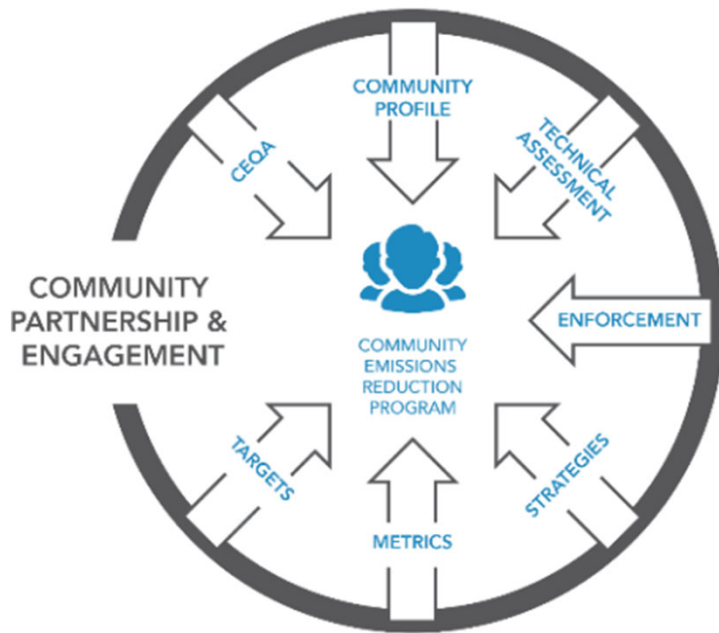 COMMUNITY
PROFILE
CEQA
TECHNICAL
ASSESSMENT
COMMUNITY
PARTNERSHIP &
ENGAGEMENT
ENFORCEMENT
COMMUNITY
EMISSIONS
REDUCTION
PROGRAM
TARGETS
STRATEGIES
METRICS